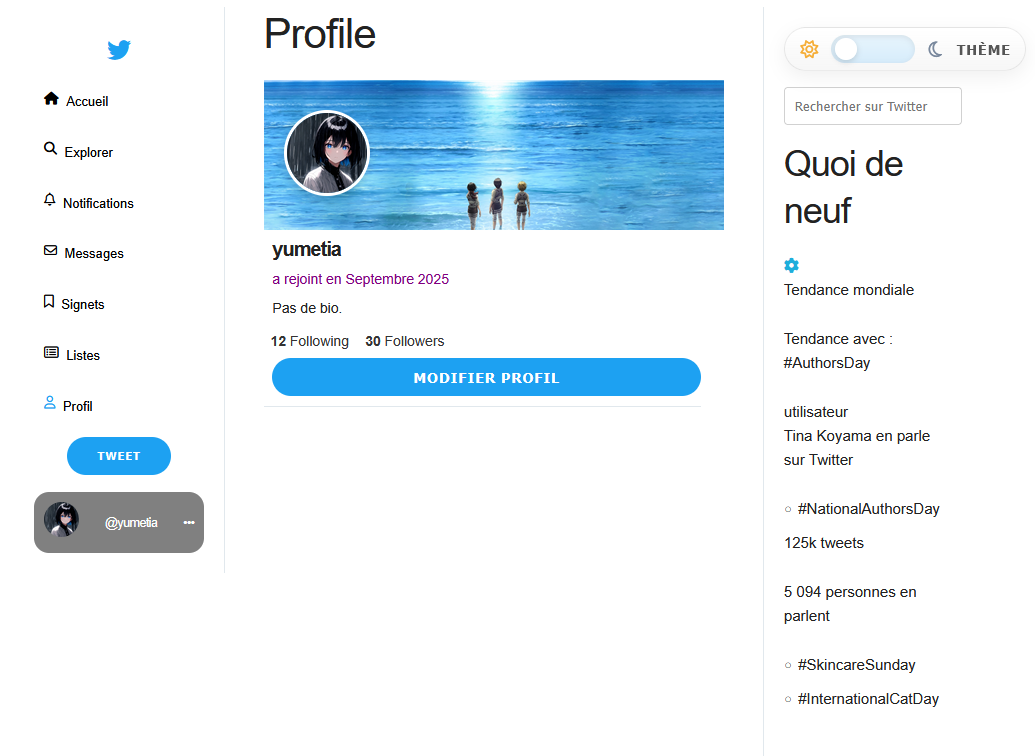 Accueil
Explorer
Notifications
Messages
Signets
Listes
Profil
TWEET
@yumetia
Profile
yumetia
a rejoint en Septembre 2025
Pas de bio.
12 Following 30 Followers
MODIFIER PROFIL
THÈME
Rechercher sur Twitter
Quoi de
neuf
Tendance mondiale
Tendance avec :
#AuthorsDay
utilisateur
Tina Koyama en parle
sur Twitter
#NationalAuthorsDay
125k tweets
5 094 personnes en
parlent
#SkincareSunday
#InternationalCatDay